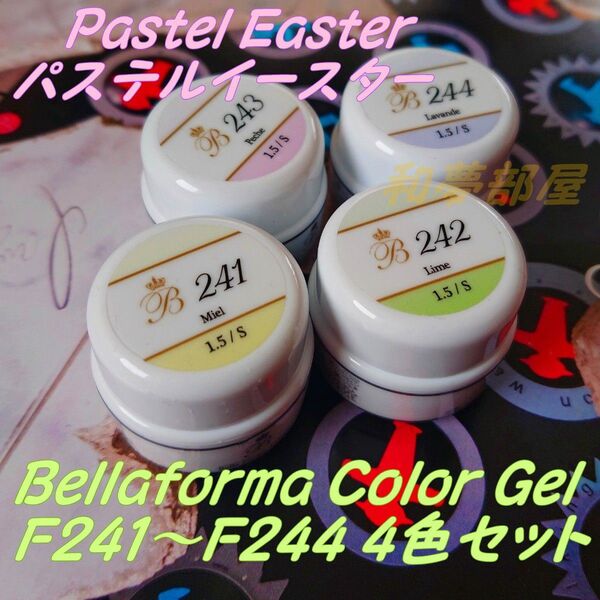 Pastel Easter
パステルイースター
B 243
Peche
1.5 / S
B 244
Lavande
1.5 / S
和夢部屋
B 241
Miel
1.5 / S
B 242
Lime
1.5 / S
Bellaforma Color Gel
F241～F244 4色セット